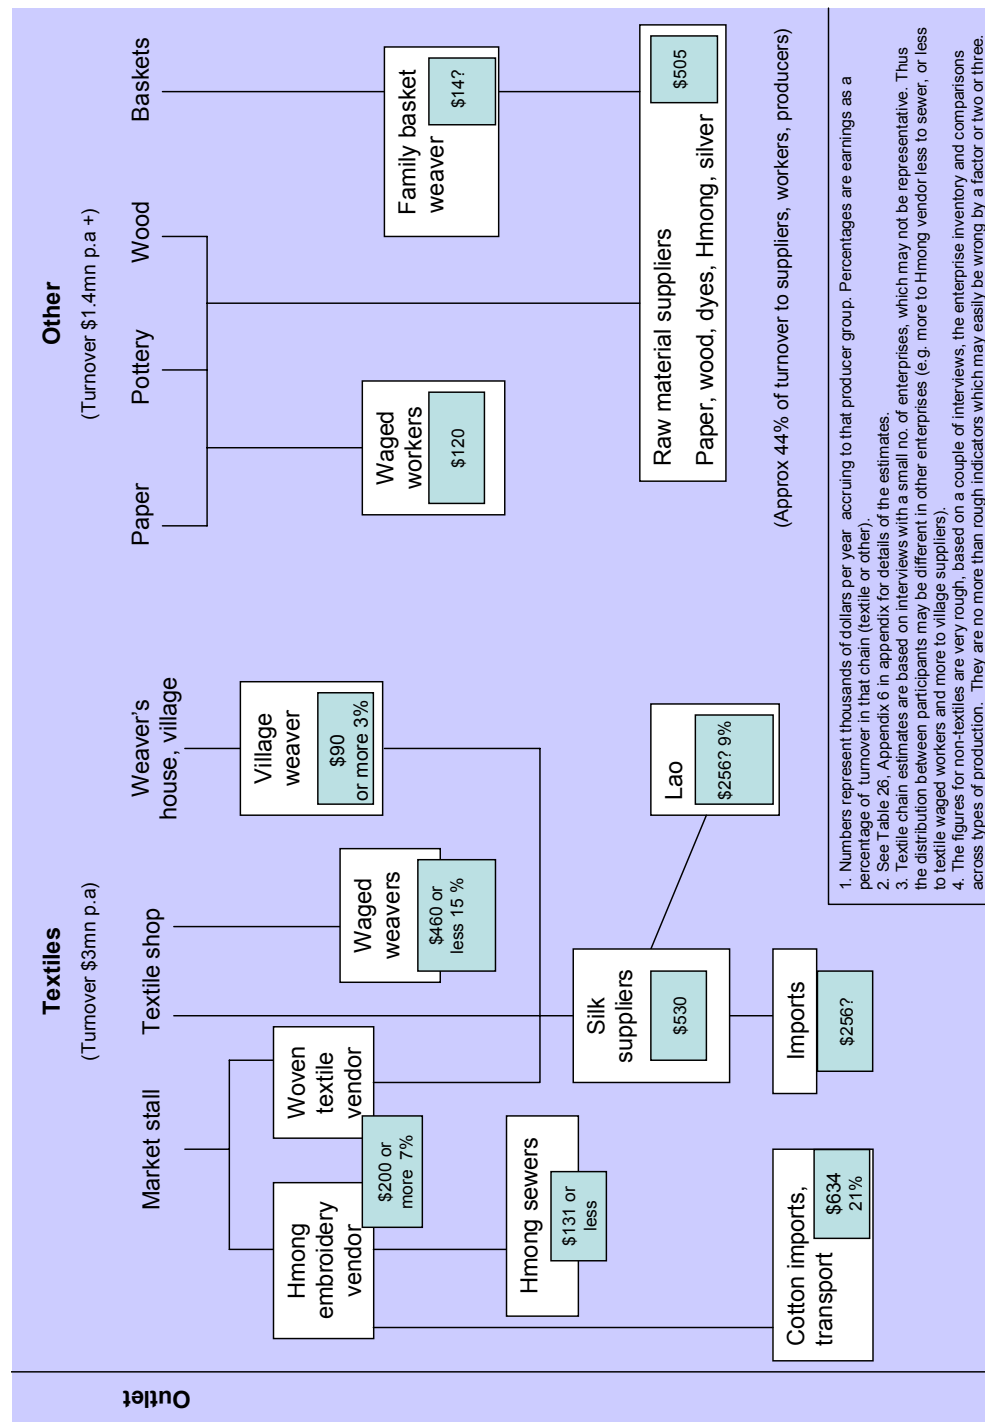 Outlet
Textiles
(Turnover $3mn p.a)
Market stall
Textile shop
Weaver's
house, village
Hmong
embroidery
vendor
Woven
textile
vendor
$200 or
more 7%
Waged
weavers
$460 or
less 15 %
Village
weaver
$90
or more 3%
Hmong sewers
$131 or
less
Silk
suppliers
$530
Lao
$256? 9%
Cotton imports,
transport
$634
21%
Imports
$256?
Other
(Turnover $1.4mn p.a +)
Paper
Pottery
Wood
Baskets
Waged
workers
$120
Family basket
weaver
$14?
Raw material suppliers
Paper, wood, dyes, Hmong, silver
$505
(Approx 44% of turnover to suppliers, workers, producers)
1. Numbers represent thousands of dollars per year accruing to that producer group. Percentages are earnings as a
percentage of turnover in that chain (textile or other).
2. See Table 26, Appendix 6 in appendix for details of the estimates.
3. Textile chain estimates are based on interviews with a small no. of enterprises, which may not be representative. Thus
the distribution between participants may be different in other enterprises (e.g. more to Hmong vendor less to sewer, or less
to textile waged workers and more to village suppliers).
4. The figures for non-textiles are very rough, based on a couple of interviews, the enterprise inventory and comparisons
across types of production. They are no more than rough indicators which may easily be wrong by a factor or two or three.